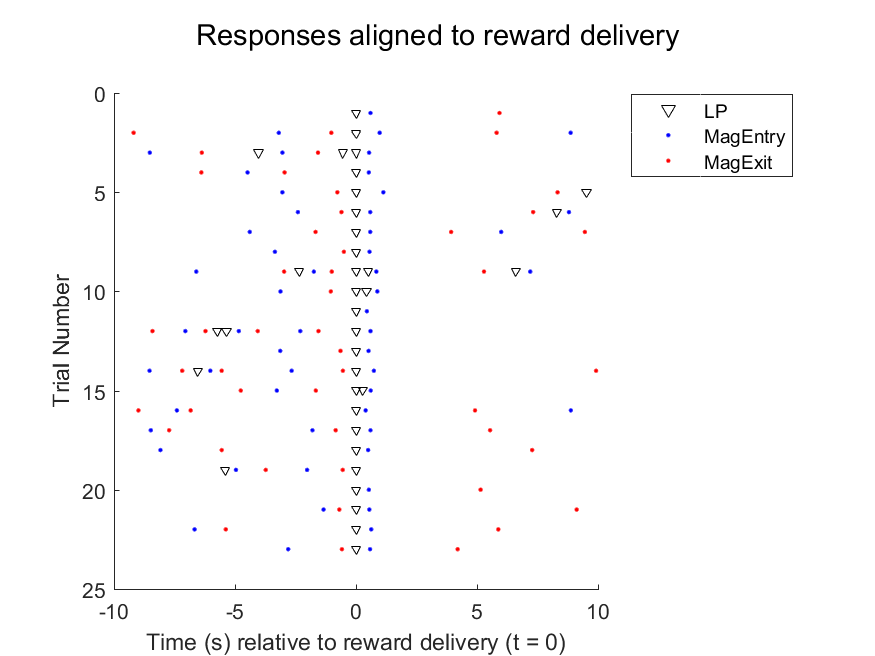 Responses aligned to reward delivery
LP
MagEntry
MagExit
0
5
10
15
20
25
Trial Number
-10 -5 0 5 10
Time (s) relative to reward delivery (t = 0)